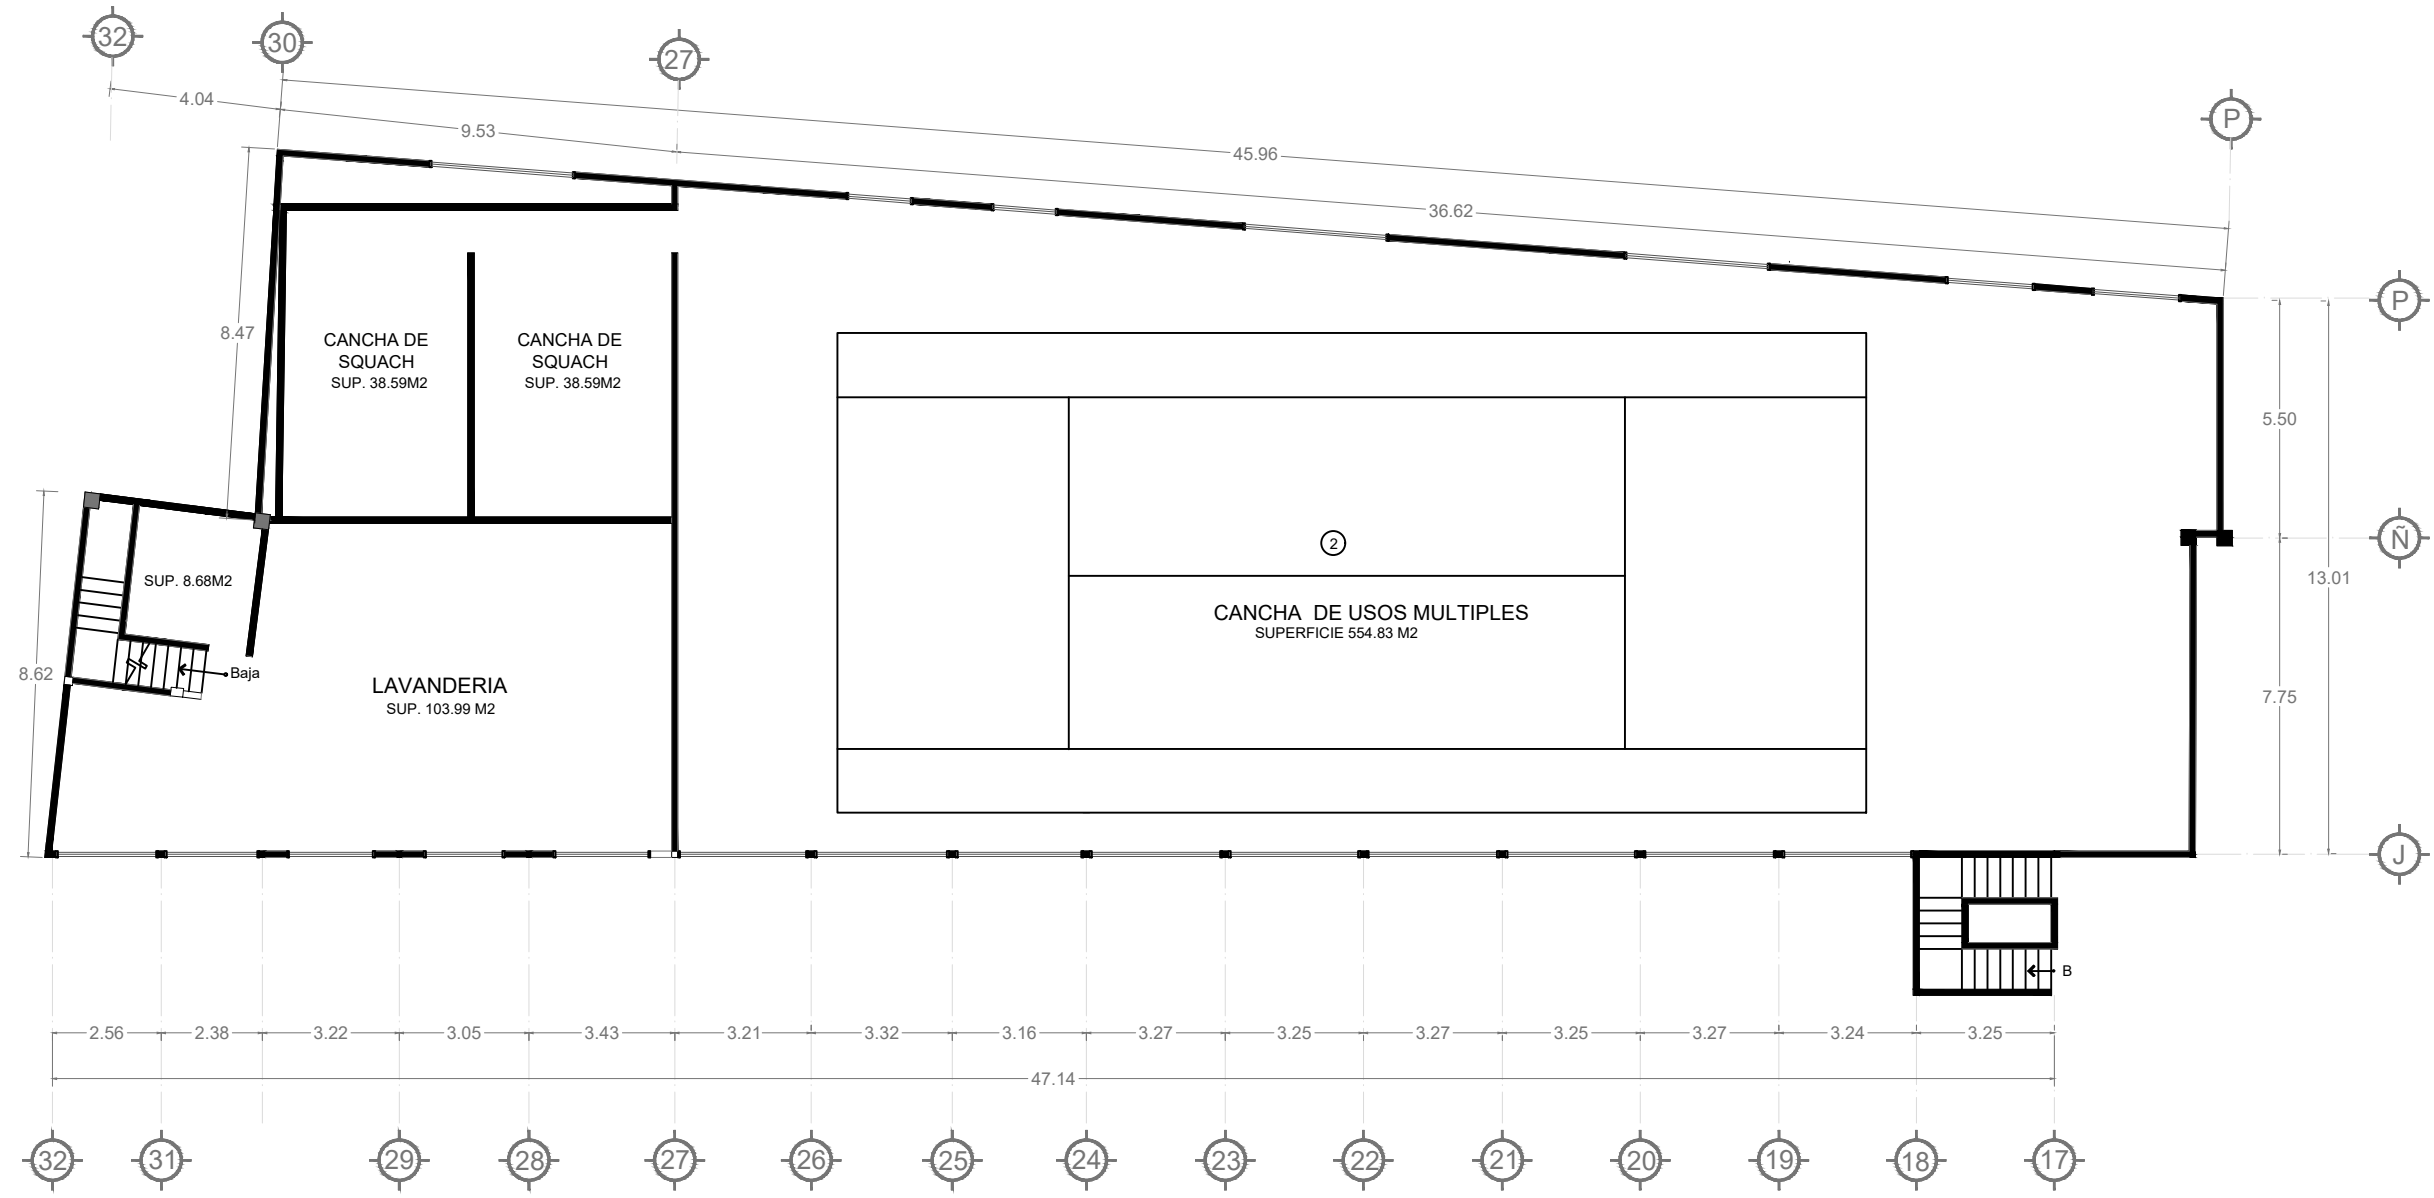 32
30
27
P
4.04
9.53
45.96
36.62
P
8.47
CANCHA DE
SQUACH
SUP. 38.59M2
CANCHA DE
SQUACH
SUP. 38.59M2
5.50
Ñ
2
13.01
SUP. 8.68M2
CANCHA DE USOS MULTIPLES
SUPERFICIE 554.83 M2
8.62
Baja
LAVANDERIA
SUP. 103.99 M2
7.75
J
B
2.56
2.38
3.22
3.05
3.43
3.21
3.32
3.16
3.27
3.25
3.27
3.25
3.27
3.24
3.25
47.14
32
31
29
28
27
26
25
24
23
22
21
20
19
18
17